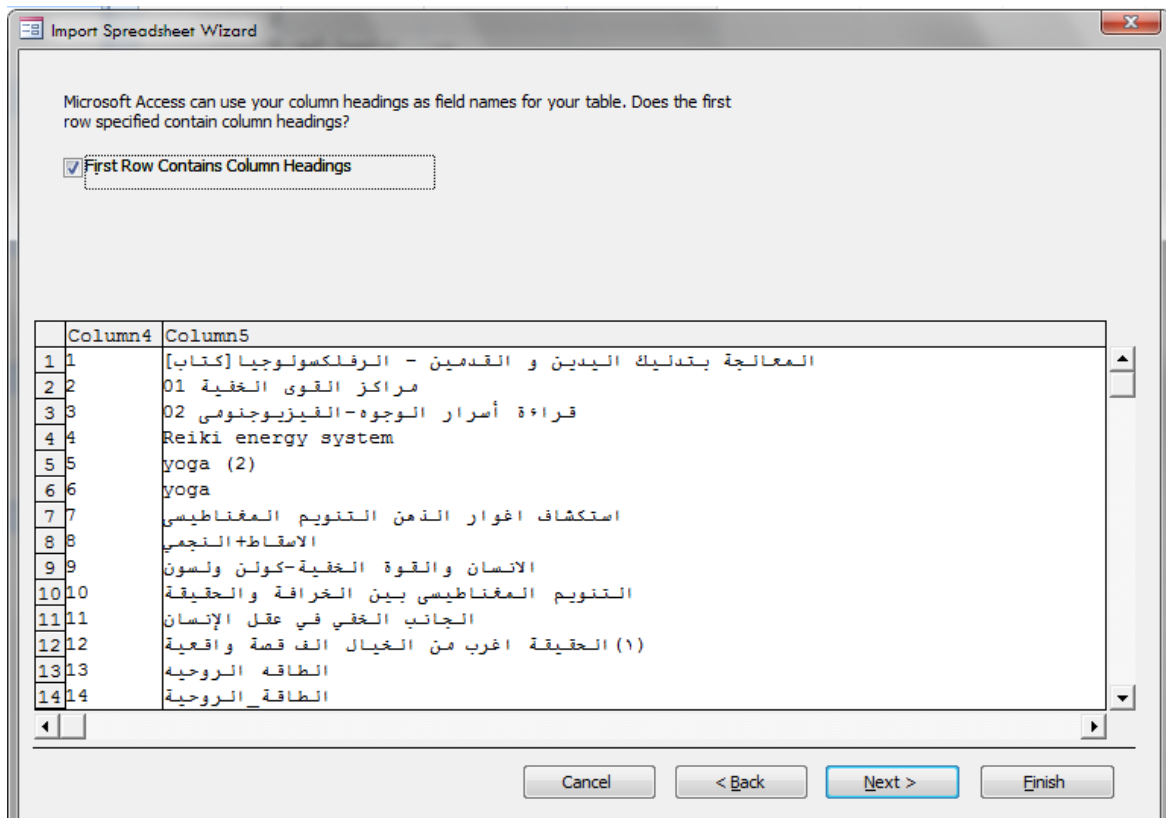 Import Spreadsheet Wizard
Microsoft Access can use your column headings as field names for your table. Does the first
row specified contain column headings?
First Row Contains Column Headings
Column4 Column5
1 1 المعالجة بتدليك اليدين و القدمين - الرفلكسولوجيا [كتاب]
2 2 مراكز القوى الخفية 01
3 3 قراءة أسرار الوجوه-الفيزيوجنومى 02
4 4 Reiki energy system
5 5 yoga (2)
6 6 yoga
7 7 استكشاف اغوار الذهن التنويم المغناطيسى
8 8 الاسقاط+النجمي
9 9 الانسان والقوة الخفية-كولن ولسون
10 10 التنويم المغناطيسى بين الخرافة والحقيقة
11 11 الجانب الخفي في عقل الإنسان
12 12 الحقيقة اغرب من الخيال الف قصة واقعية (١)
13 13 الطاقه الروحيه
14 14 الطاقة_الروحية
Cancel
< Back
Next >
Finish